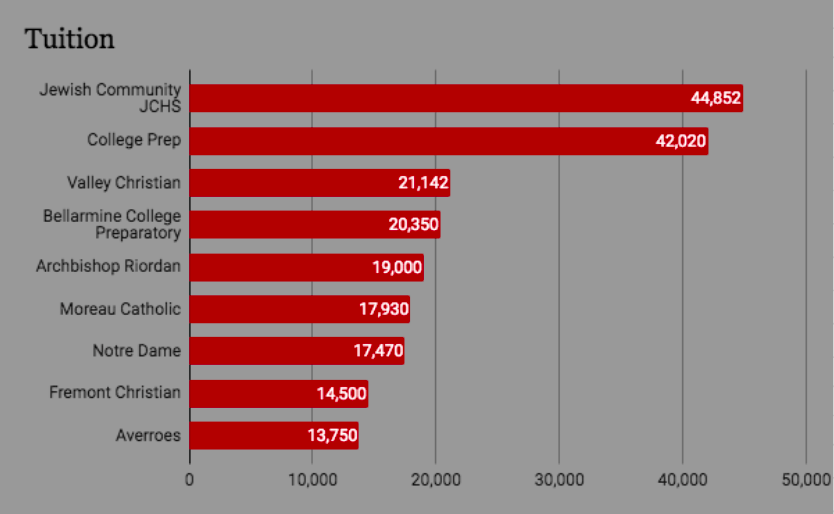 Tuition
Jewish Community
JCHS
44,852
College Prep
42,020
Valley Christian
21,142
Bellarmine College
Preparatory
20,350
Archbishop Riordan
19,000
Moreau Catholic
17,930
Notre Dame
17,470
Fremont Christian
14,500
Averroes
13,750
0
10,000
20,000
30,000
40,000
50,000